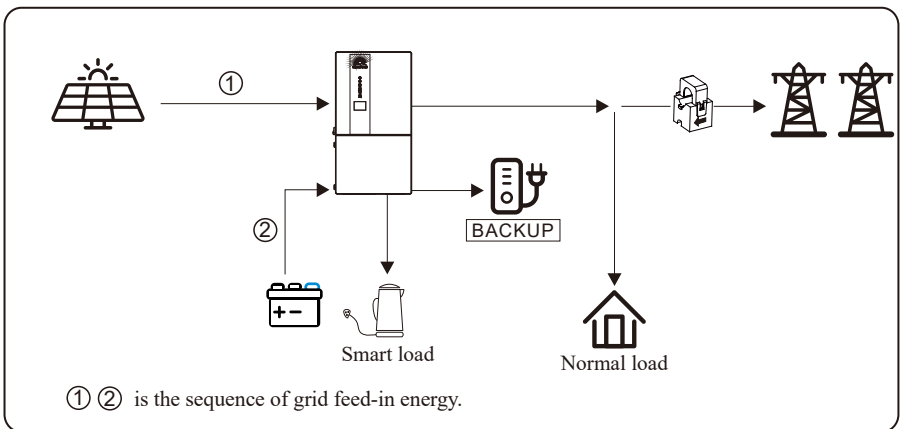 ①
②
BACKUP
Smart load
Normal load
① ② is the sequence of grid feed-in energy.